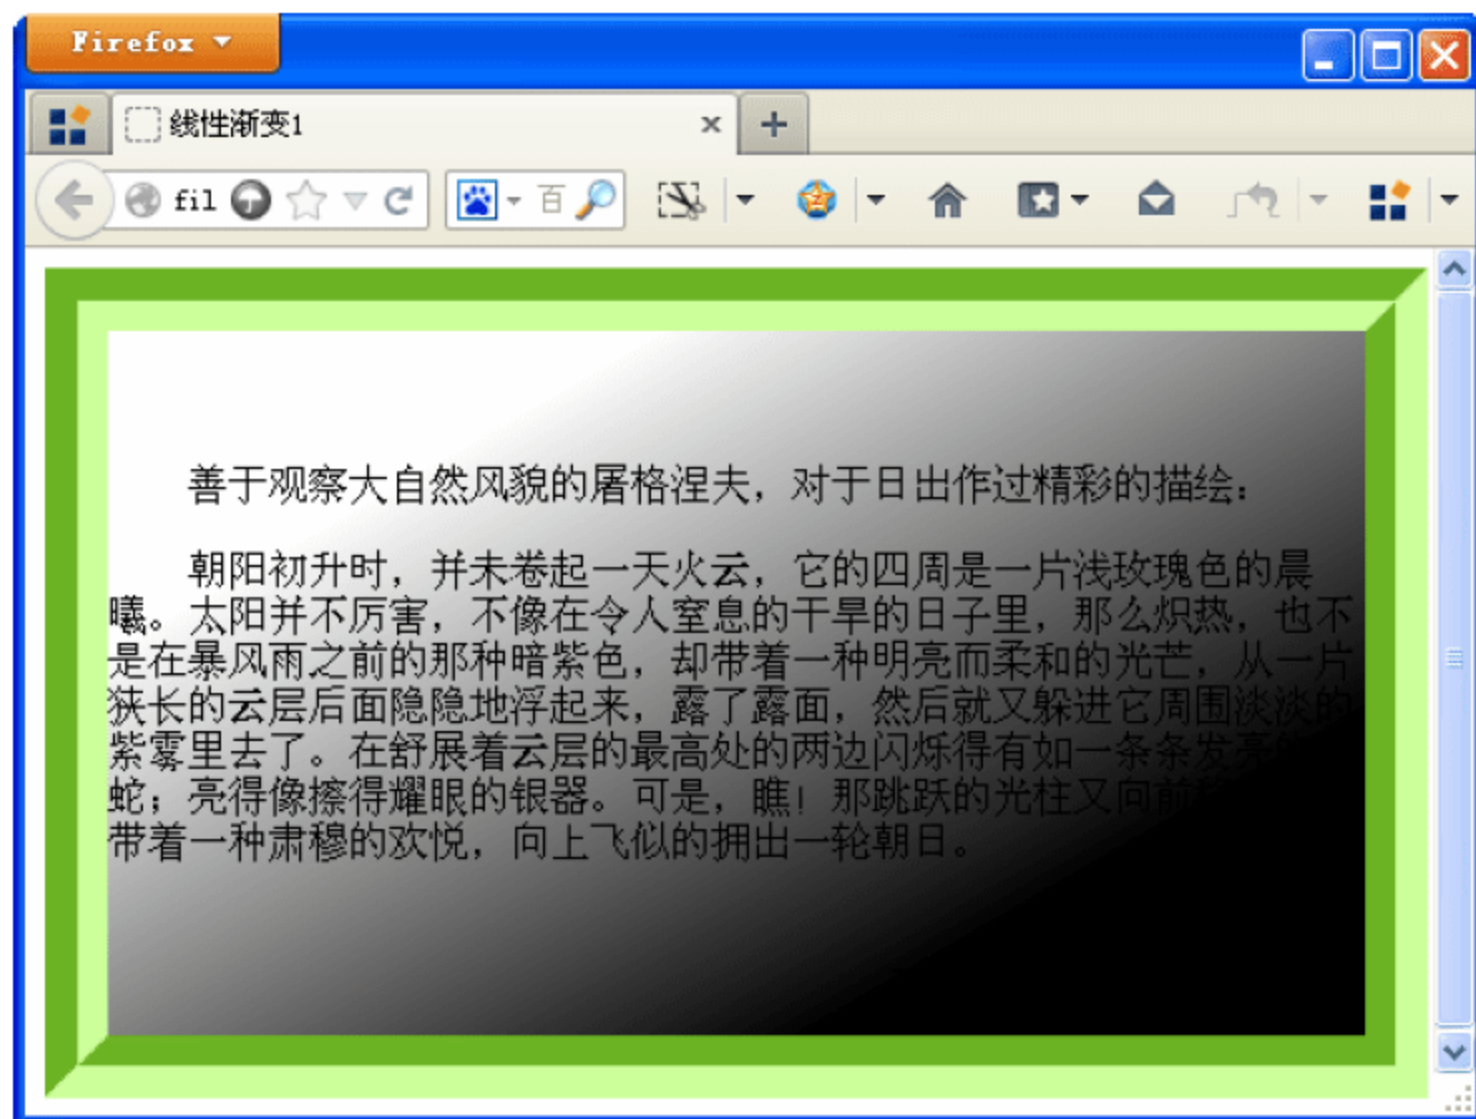 Firefox
线性渐变1
fil
百
善于观察大自然风貌的屠格涅夫，对于日出作过精彩的描绘：
朝阳初升时，并未卷起一天火云，它的四周是一片浅玫瑰色的晨
曦。太阳并不厉害，不像在令人窒息的干旱的日子里，那么炽热，也不
是在暴风雨之前的那种暗紫色，却带着一种明亮而柔和的光芒，从一片
狭长的云层后面隐隐地浮起来，露了露面，然后就又躲进它周围淡淡的
紫雾里去了。在舒展着云层的最高处的两边闪烁得有如一条条发亮的
蛇；亮得像擦得耀眼的银器。可是，瞧！那跳跃的光柱又向前
带着一种肃穆的欢悦，向上飞似的拥出一轮朝日。